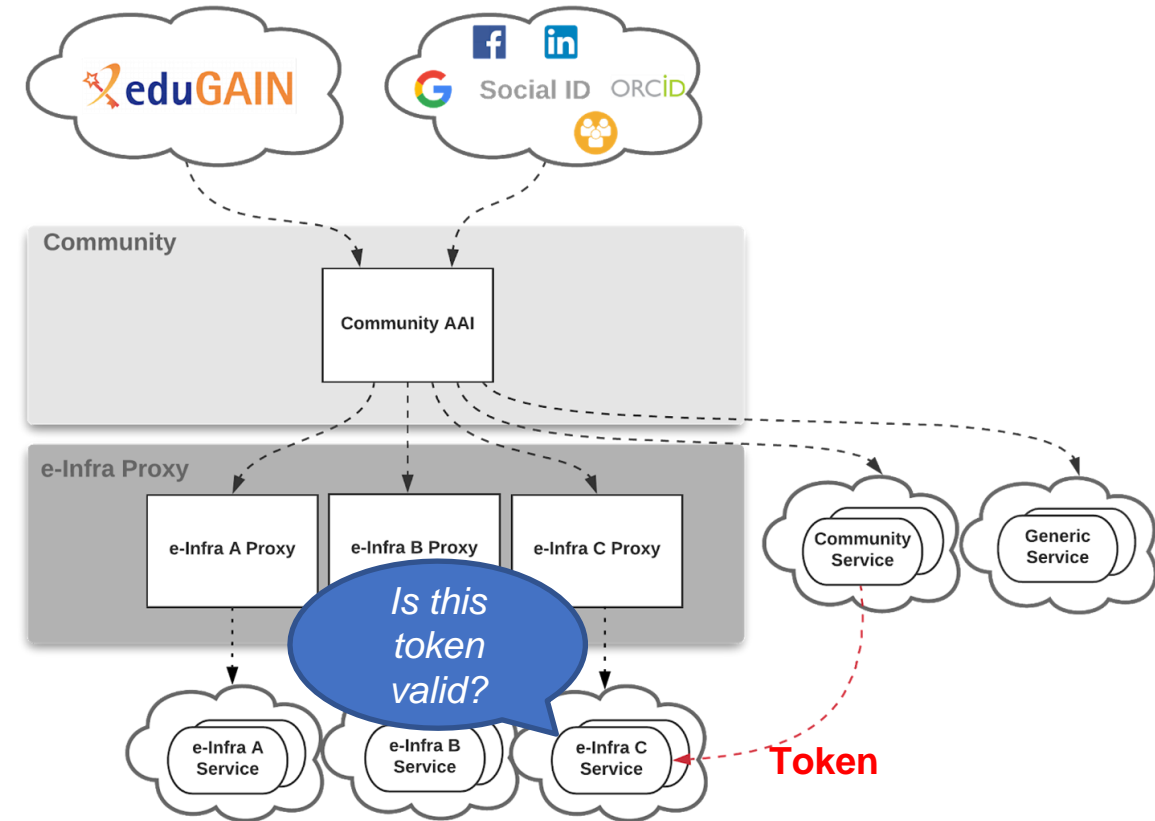 eduGAIN
f
in
G
Social ID
ORCID
Community
Community AAI
e-Infra Proxy
e-Infra A Proxy
e-Infra B Proxy
e-Infra C Proxy
Community
Service
Generic
Service
Is this
token
valid?
e-Infra A
Service
e-Infra B
Service
e-Infra C
Service
Token